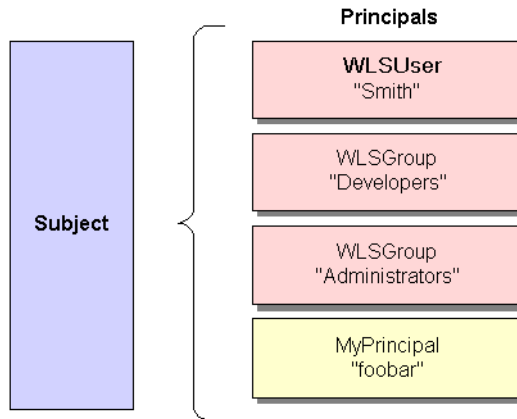 Principals
Subject
WLSUser
"Smith"
WLSGroup
"Developers"
WLSGroup
"Administrators"
MyPrincipal
"foobar"